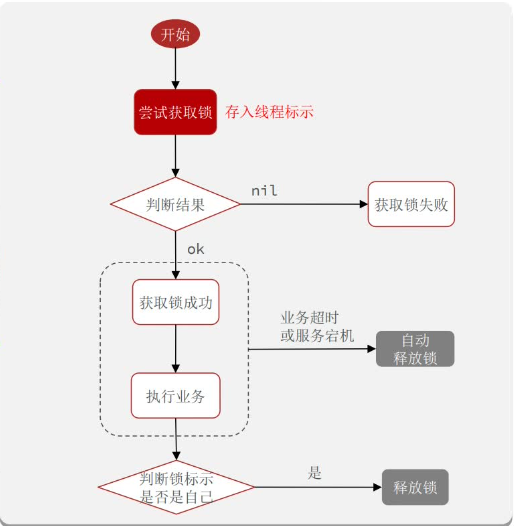 开始
尝试获取锁
存入线程标示
判断结果
nil
获取锁失败
ok
获取锁成功
业务超时
或服务宕机
自动
释放锁
执行业务
判断锁标示
是否是自己
是
释放锁